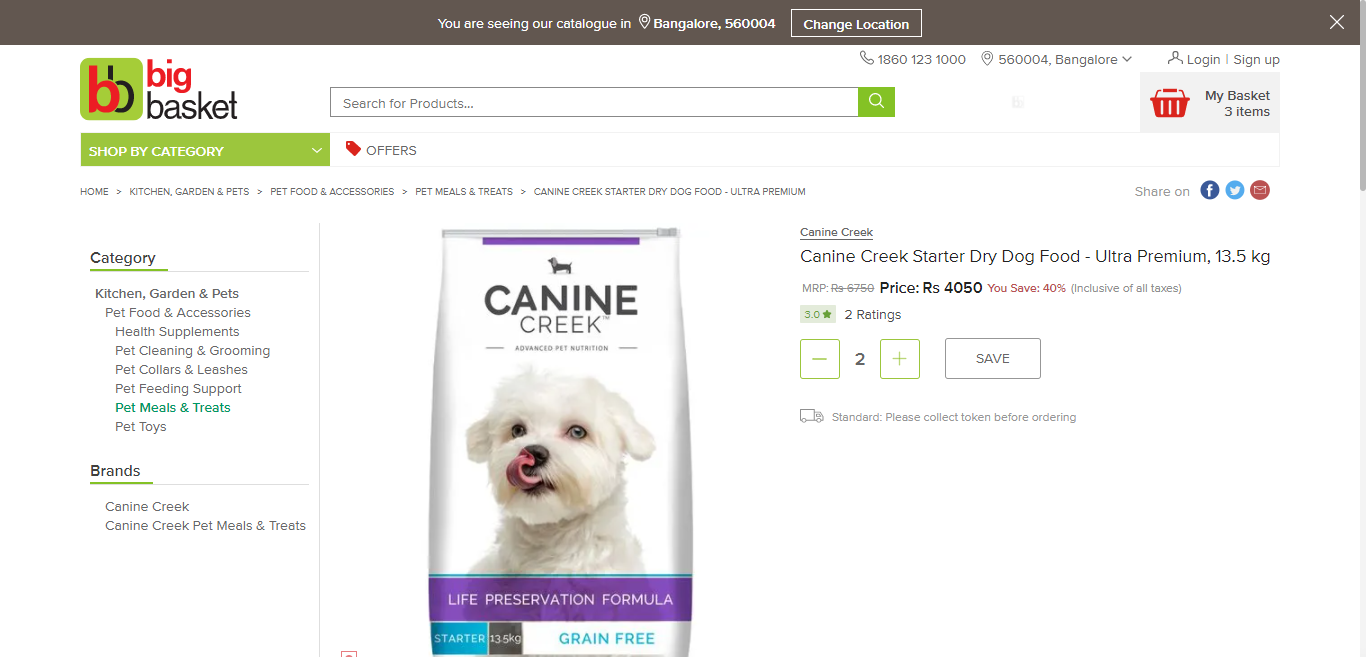 You are seeing our catalogue in Bangalore, 560004 Change Location
1860 123 1000 560004, Bangalore Login | Sign up
bb big basket
Search for Products...
My Basket
3 items
SHOP BY CATEGORY OFFERS
HOME > KITCHEN, GARDEN & PETS > PET FOOD & ACCESSORIES > PET MEALS & TREATS > CANINE CREEK STARTER DRY DOG FOOD - ULTRA PREMIUM
Share on
Category
Kitchen, Garden & Pets
Pet Food & Accessories
Health Supplements
Pet Cleaning & Grooming
Pet Collars & Leashes
Pet Feeding Support
Pet Meals & Treats
Pet Toys
Brands
Canine Creek
Canine Creek Pet Meals & Treats
CANINE
CREEK™
ADVANCED PET NUTRITION
LIFE PRESERVATION FORMULA
STARTER 13.5kg GRAIN FREE
Canine Creek
Canine Creek Starter Dry Dog Food - Ultra Premium, 13.5 kg
MRP: Rs 6750 Price: Rs 4050 You Save: 40% (Inclusive of all taxes)
3.0 ★ 2 Ratings
2
SAVE
Standard: Please collect token before ordering